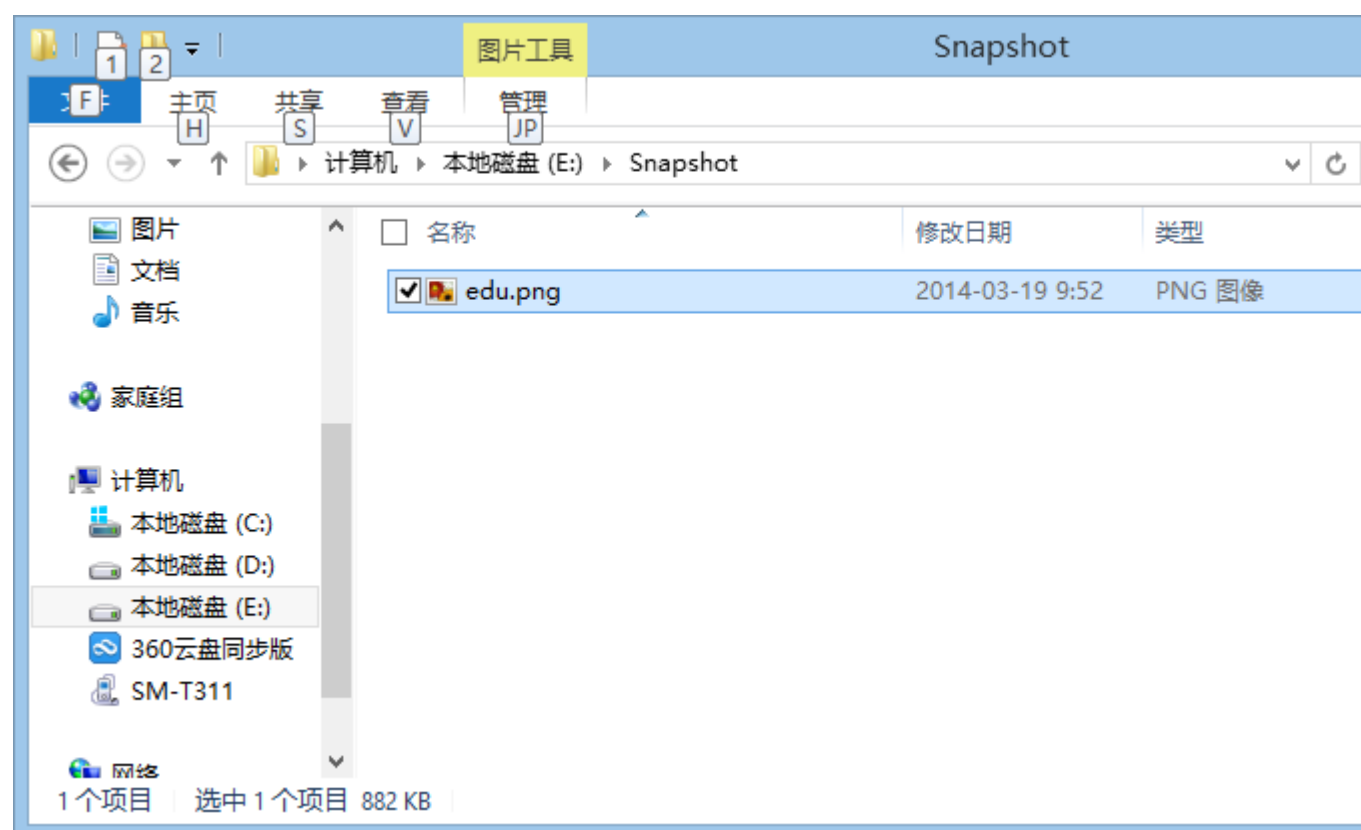 1 2 图片工具 Snapshot
F 主页 共享 查看 管理
H S V JP
计算机 本地磁盘 (E:) Snapshot
图片 名称 修改日期 类型
文档
edu.png 2014-03-19 9:52 PNG 图像
音乐
家庭组
计算机
本地磁盘 (C:)
本地磁盘 (D:)
本地磁盘 (E:)
360云盘同步版
SM-T311
网络
1个项目 选中1个项目 882 KB